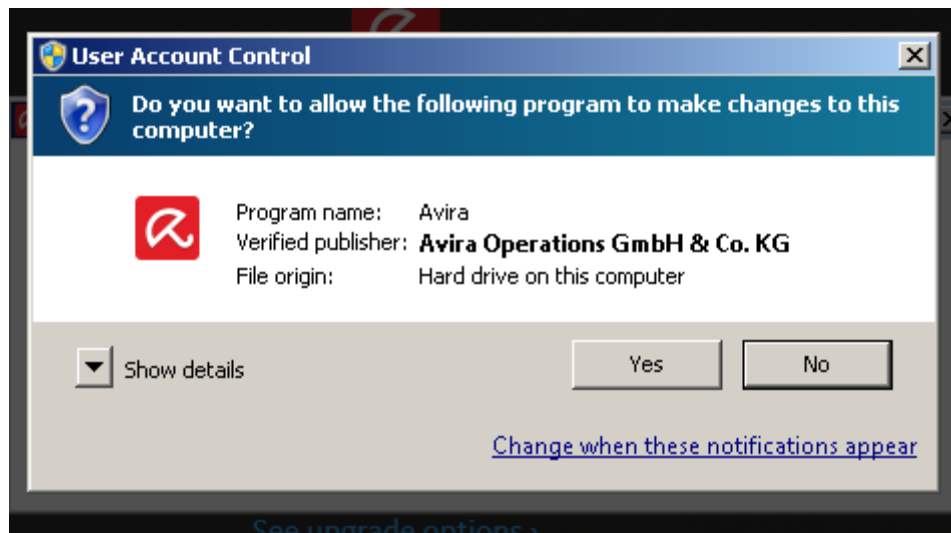 User Account Control
Do you want to allow the following program to make changes to this
computer?
Program name: Avira
Verified publisher: Avira Operations GmbH & Co. KG
File origin: Hard drive on this computer
Show details
Yes
No
Change when these notifications appear
See upgrade options ›